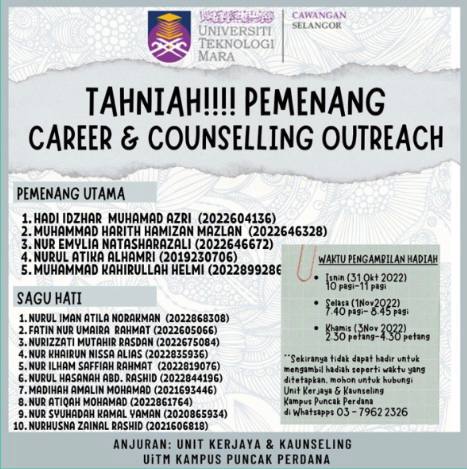 UNIVERSITI
TEKNOLOGI
MARA
CAWANGAN
SELANGOR
TAHNIAH!!!! PEMENANG
CAREER & COUNSELLING OUTREACH
PEMENANG UTAMA
1. HADI IDZHAR MUHAMAD AZRI (2022604136)
2. MUHAMMAD HARITH HAMIZAN MAZLAN (2022646328)
3. NUR EMYLIA NATASHARAZALI (2022646672)
4. NURUL ATIKA ALHAMRI (2019230706)
5. MUHAMMAD KAHIRULLAH HELMI (2022899286
SAGU HATI
1. NURUL IMAN ATILA NORAKMAN (2022868308)
2. FATIN NUR UMAIRA RAHMAT (2022605066)
3. NURIZZATI MUTAHIR RASDAN (2022675084)
4. NUR KHAIRUN NISSA ALIAS (2022835936)
5. NUR ILHAM SAFFIAH RAHMAT (2022819076)
6. NURUL HASANAH ABD. RASHID (2022844196)
7. MADIHAH AMALIN MOHAMAD (2021693446)
8. NUR ATIQAH MOHAMAD (2022861764)
9. NUR SYUHADAH KAMAL YAMAN (2020865934)
10. NURHUSNA ZAINAL RASHID (2021606818)
WAKTU PENGAMBILAN HADIAH
• Isnin (31 Okt 2022)
10 pagi-11 pagi
• Selasa (1Nov2022)
7.40 pagi- 8.45 pagi
• Khamis (3Nov 2022)
2.30 petang-4.30 petang
**Sekiranya tidak dapat hadir untuk
mengambil hadiah seperti waktu yang
ditetapkan, mohon untuk hubungi
Unit Kerjaya & Kaunseling
Kampus Puncak Perdana
di Whatsapps 03 - 7962 2326
ANJURAN: UNIT KERJAYA & KAUNSELING
UiTM KAMPUS PUNCAK PERDANA